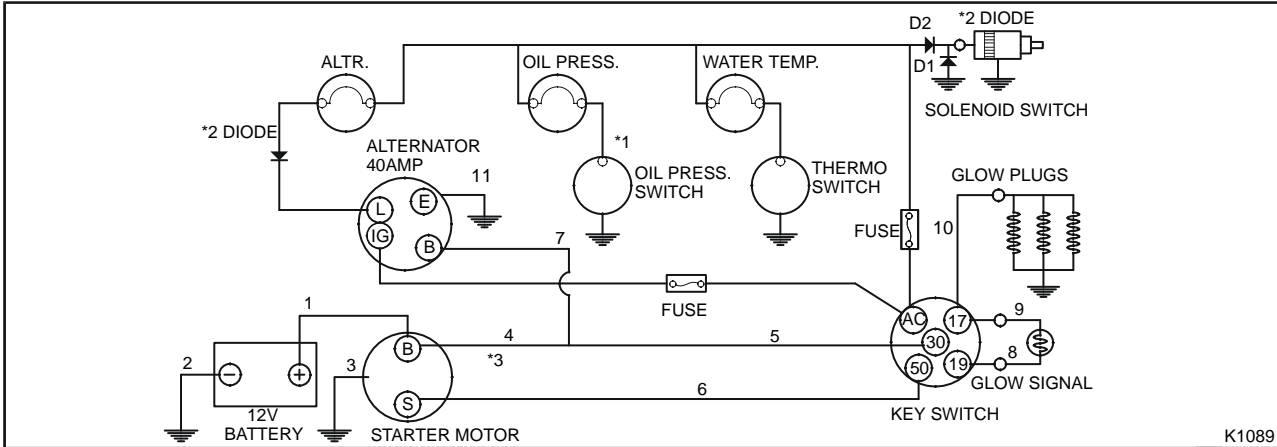 D2
*2 DIODE
D1
SOLENOID SWITCH
ALTR.
OIL PRESS.
WATER TEMP.
*2 DIODE
ALTERNATOR
40AMP
11
*1
OIL PRESS.
SWITCH
THERMO
SWITCH
GLOW PLUGS
L
E
IG
B
7
FUSE
10
FUSE
1
AC
17
9
30
B
4
*3
5
2
3
50
19
8
GLOW SIGNAL
S
6
KEY SWITCH
12V
BATTERY
STARTER MOTOR
K1089